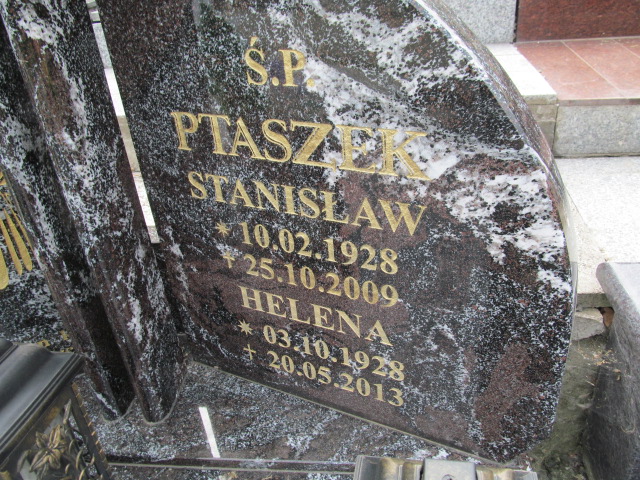 Ś.P.
PTASZEK
STANISŁAW
* 10.02.1928
† 25.10.2009
HELENA
* 03.10.1928
† 20.05.2013